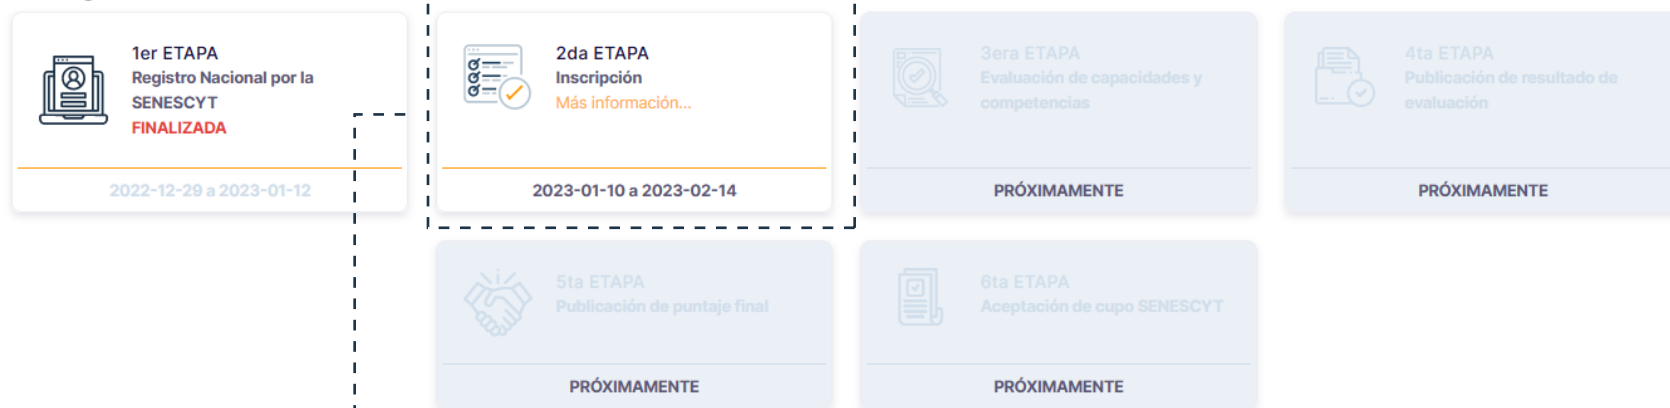 1er ETAPA
Registro Nacional por la
SENESCYT
FINALIZADA
2022-12-29 a 2023-01-12
2da ETAPA
Inscripción
Más información...
2023-01-10 a 2023-02-14
3era ETAPA
Evaluación de capacidades y
competencias
PRÓXIMAMENTE
4ta ETAPA
Publicación de resultado de
evaluación
PRÓXIMAMENTE
5ta ETAPA
Publicación de puntaje final
PRÓXIMAMENTE
6ta ETAPA
Aceptación de cupo SENESCYT
PRÓXIMAMENTE